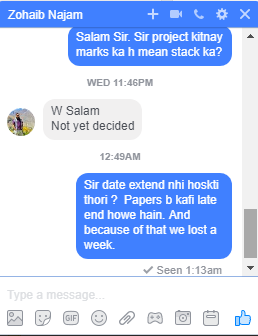 Zohaib Najam
Salam Sir. Sir project kitnay
marks ka h mean stack ka?
WED 11:46PM
W Salam
Not yet decided
12:49AM
Sir date extend nhi hoskti
thori ? Papers b kafi late
end howe hain. And
because of that we lost a
week.
Seen 1:13am
Type a message...
GIF